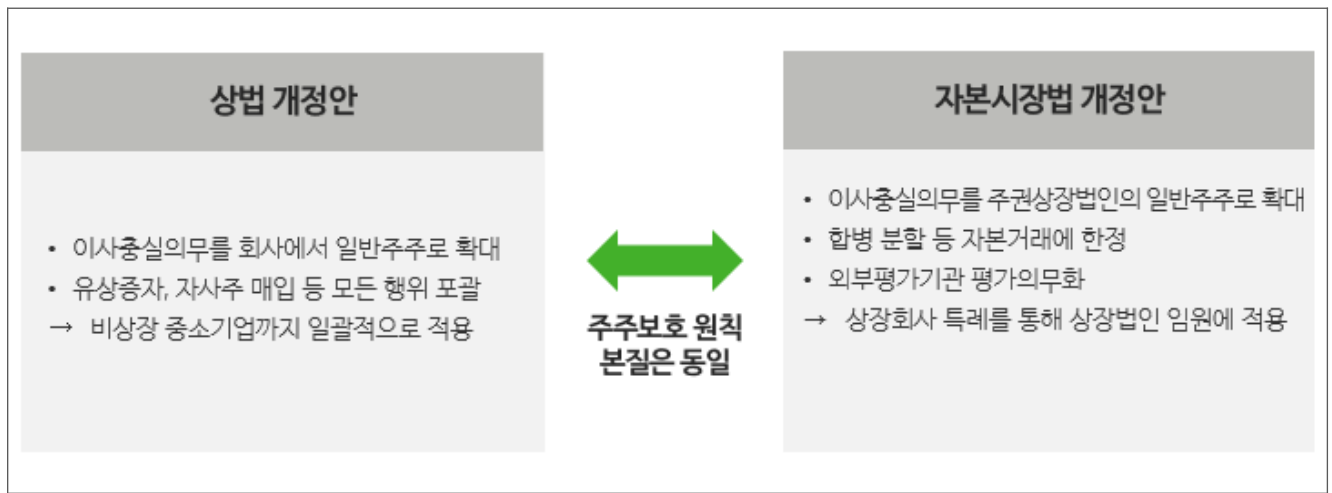 상법 개정안
• 이사충실의무를 회사에서 일반주주로 확대
• 유상증자, 자사주 매입 등 모든 행위 포괄
→ 비상장 중소기업까지 일괄적으로 적용
주주보호 원칙
본질은 동일
자본시장법 개정안
• 이사충실의무를 주권상장법인의 일반주주로 확대
• 합병 분할 등 자본거래에 한정
• 외부평가기관 평가의무화
→ 상장회사 특례를 통해 상장법인 임원에 적용